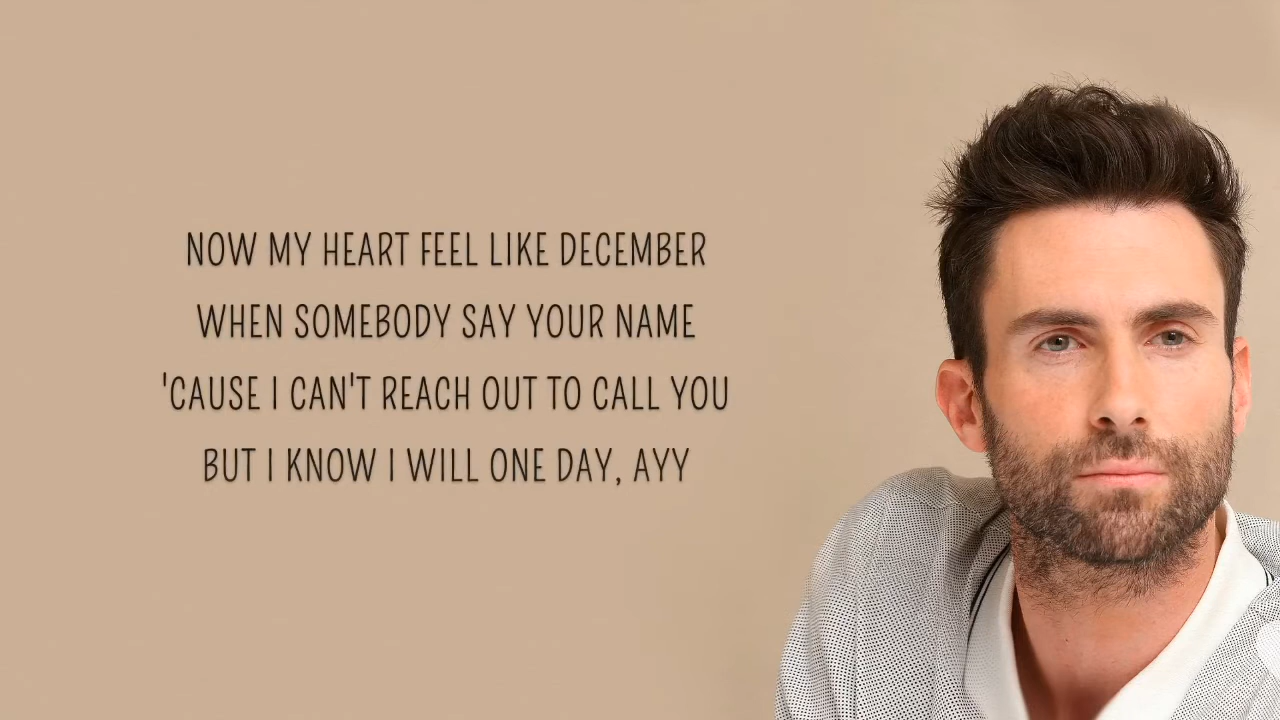 NOW MY HEART FEEL LIKE DECEMBER
WHEN SOMEBODY SAY YOUR NAME
'CAUSE I CAN'T REACH OUT TO CALL YOU
BUT I KNOW I WILL ONE DAY, AYY